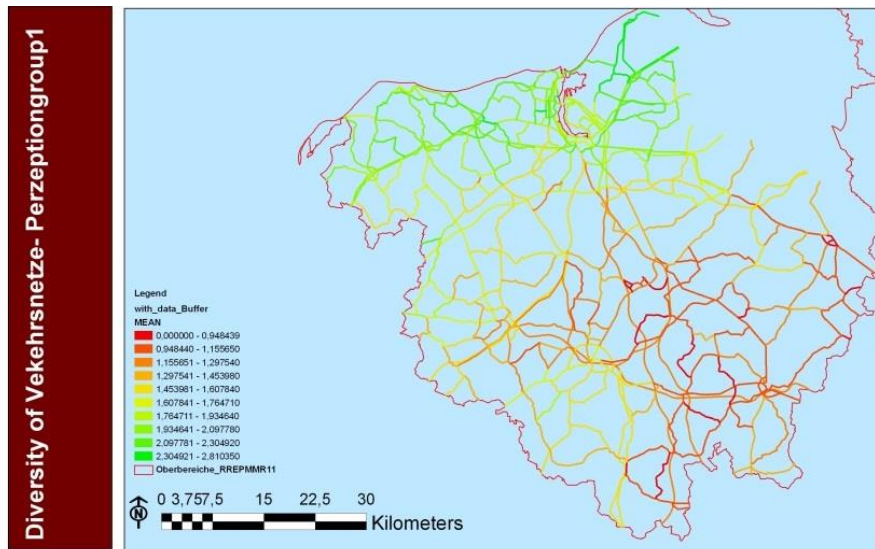 Diversity of Vekehrsnetze- Perzeptiongroup1
Legend
with_data_Buffer
MEAN
0,000000 - 0,948439
0,948440 - 1,155650
1,155651 - 1,297540
1,297541 - 1,453980
1,453981 - 1,607840
1,607841 - 1,764710
1,764711 - 1,934640
1,934641 - 2,097780
2,097781 - 2,304920
2,304921 - 2,810350
Oberbereiche_RREPMMR11
N
0 3,757,5 15 22,5 30
Kilometers